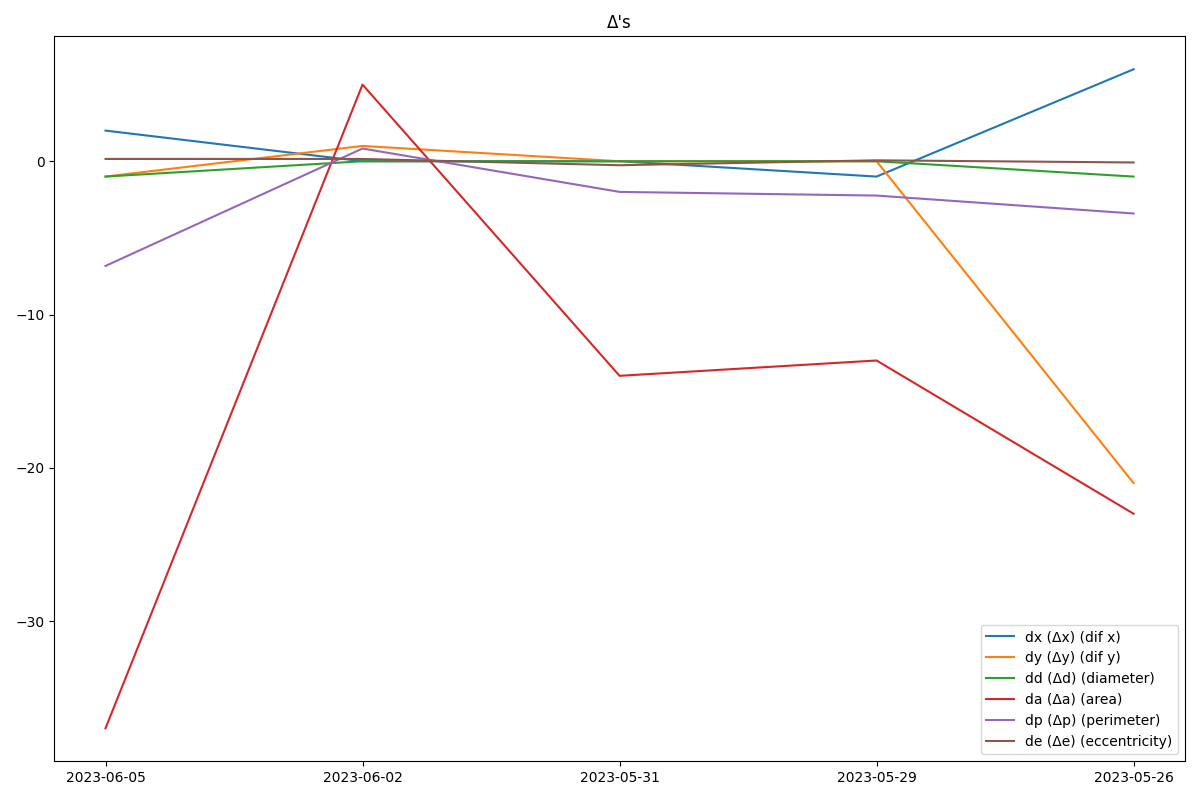 Δ's
0
−10
−20
−30
dx (Δx) (dif x)
dy (Δy) (dif y)
dd (Δd) (diameter)
da (Δa) (area)
dp (Δp) (perimeter)
de (Δe) (eccentricity)
2023-06-05 2023-06-02 2023-05-31 2023-05-29 2023-05-26